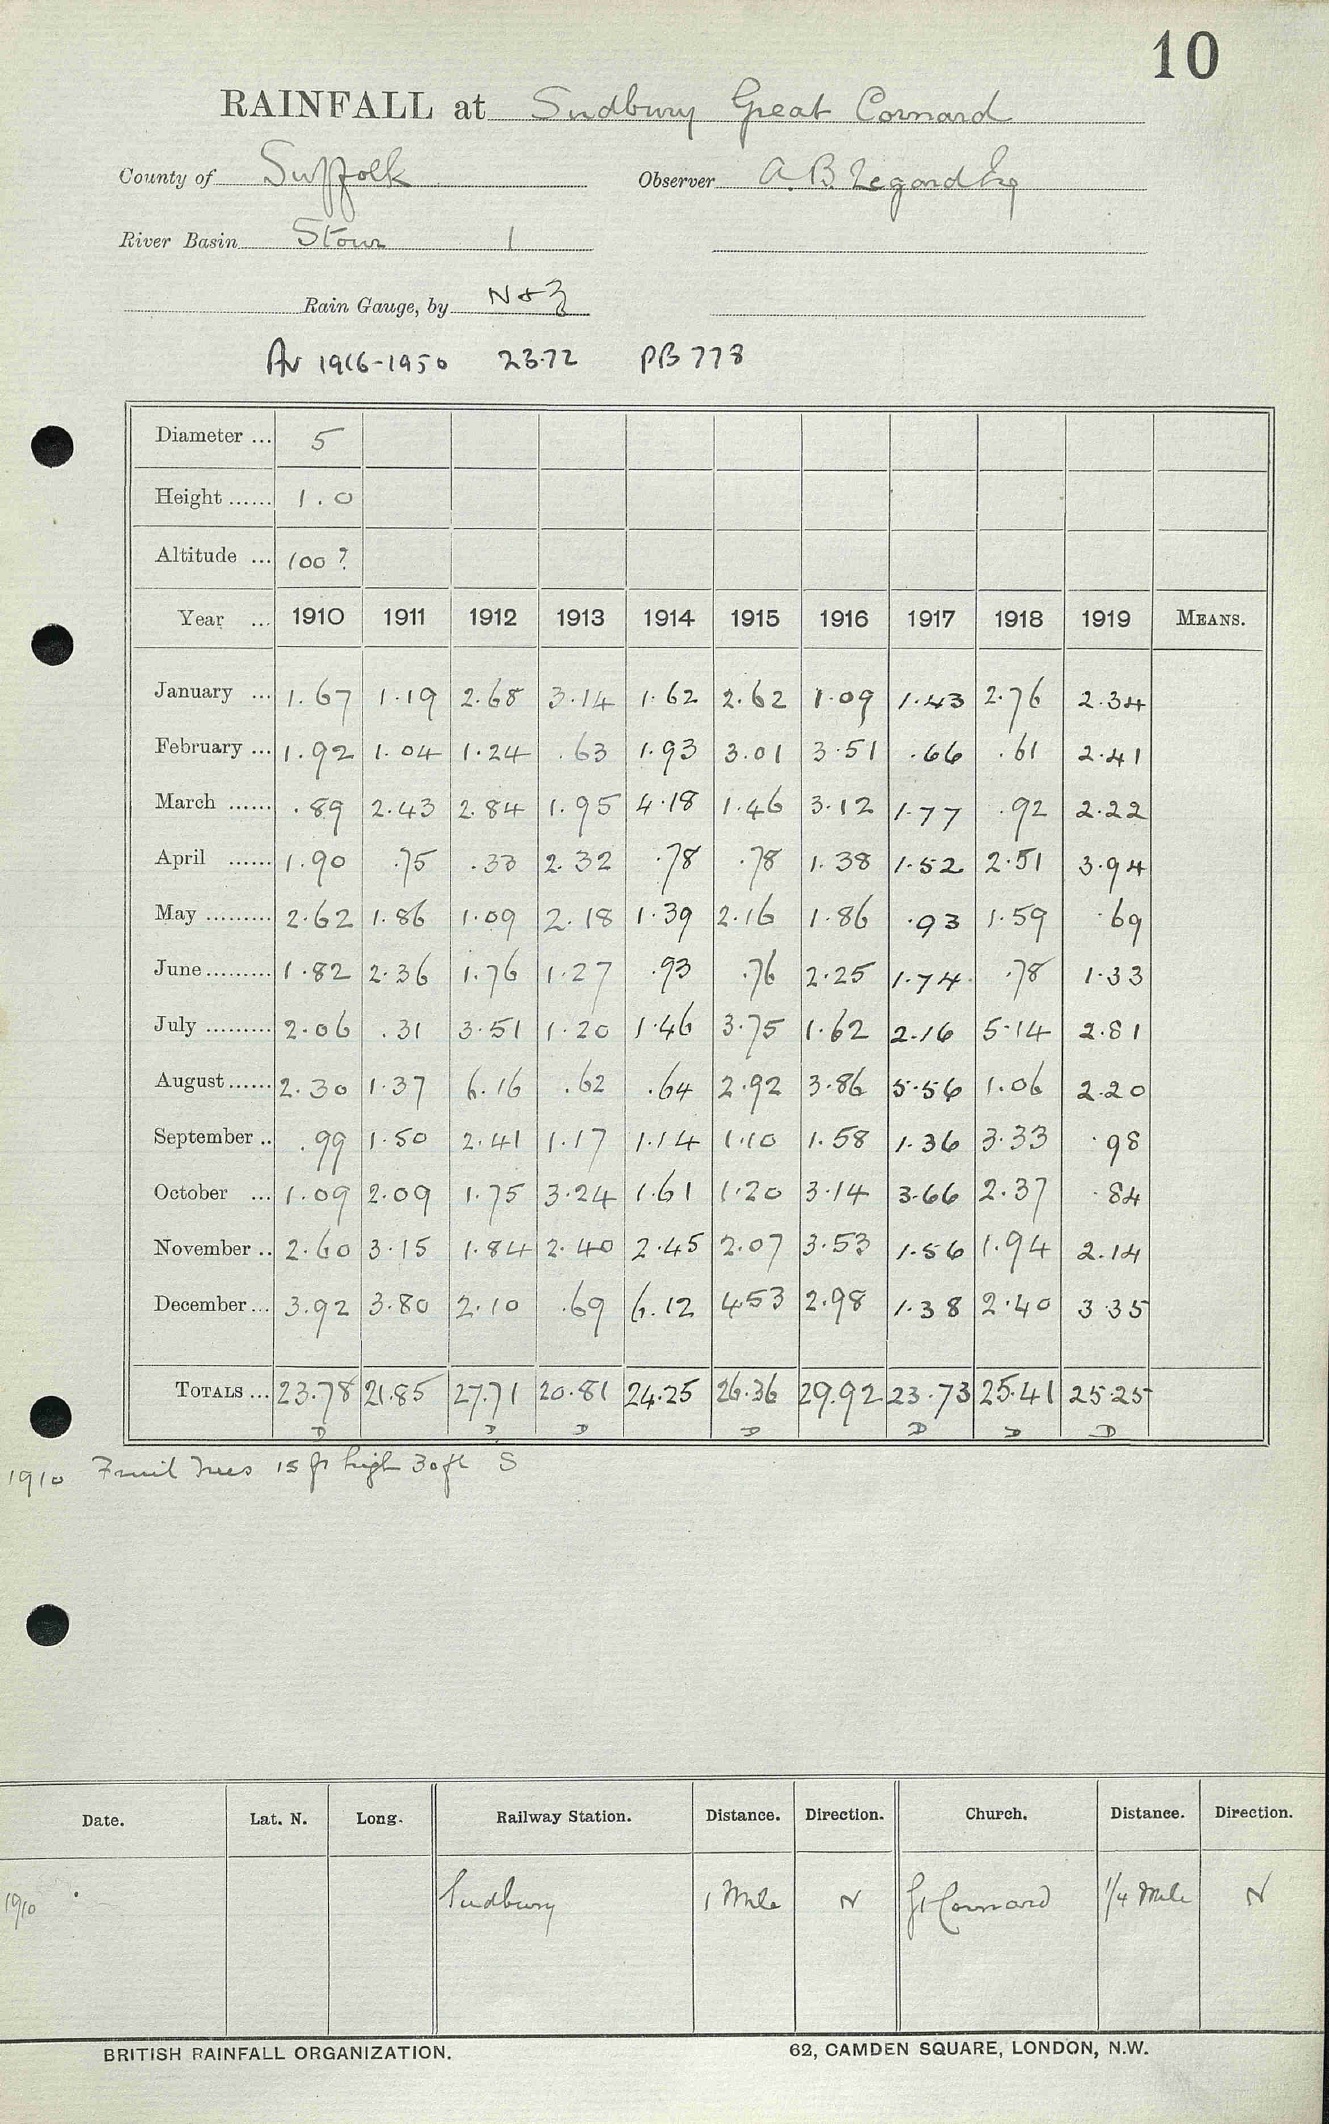 10
RAINFALL at Sudbury Great Cornard
County of Suffolk Observer A. B. Legard Esq
River Basin Stour 1
Rain Gauge, by N & Z
Av 1916-1950 23.72 PB 778
Diameter ... 5
Height ...... 1.0
Altitude ... 100 ?
Year ... 1910 1911 1912 1913 1914 1915 1916 1917 1918 1919 MEANS.
January ... 1.67 1.19 2.68 3.14 1.62 2.62 1.09 1.43 2.76 2.34
February ... 1.92 1.04 1.24 .63 1.93 3.01 3.51 .66 .61 2.41
March ...... .89 2.43 2.84 1.95 4.18 1.46 3.12 1.77 .92 2.22
April ...... 1.90 .75 .33 2.32 .78 .78 1.38 1.52 2.51 3.94
May ......... 2.62 1.86 1.09 2.18 1.39 2.16 1.86 .93 1.59 .69
June ......... 1.82 2.36 1.76 1.27 .93 .76 2.25 1.74 .78 1.33
July ......... 2.06 .31 3.51 1.20 1.46 3.75 1.62 2.16 5.14 2.81
August ...... 2.30 1.37 6.16 .62 .64 2.92 3.86 5.56 1.06 2.20
September .. .99 1.50 2.41 1.17 1.14 1.10 1.58 1.36 3.33 .98
October ... 1.09 2.09 1.75 3.24 1.61 1.20 3.14 3.66 2.37 .84
November .. 2.60 3.15 1.84 2.40 2.45 2.07 3.53 1.56 1.94 2.14
December ... 3.92 3.80 2.10 .69 6.12 4.53 2.98 1.38 2.40 3.35
TOTALS ... 23.78 21.85 27.71 20.81 24.25 26.36 29.92 23.73 25.41 25.25
D D D D D D D
1910 Fruit Trees 15 ft high 30 ft S
Date. Lat. N. Long. Railway Station. Distance. Direction. Church. Distance. Direction.
1910 Sudbury 1 Mile N Gt Cornard 1/4 Mile N
BRITISH RAINFALL ORGANIZATION. 62, CAMDEN SQUARE, LONDON, N.W.